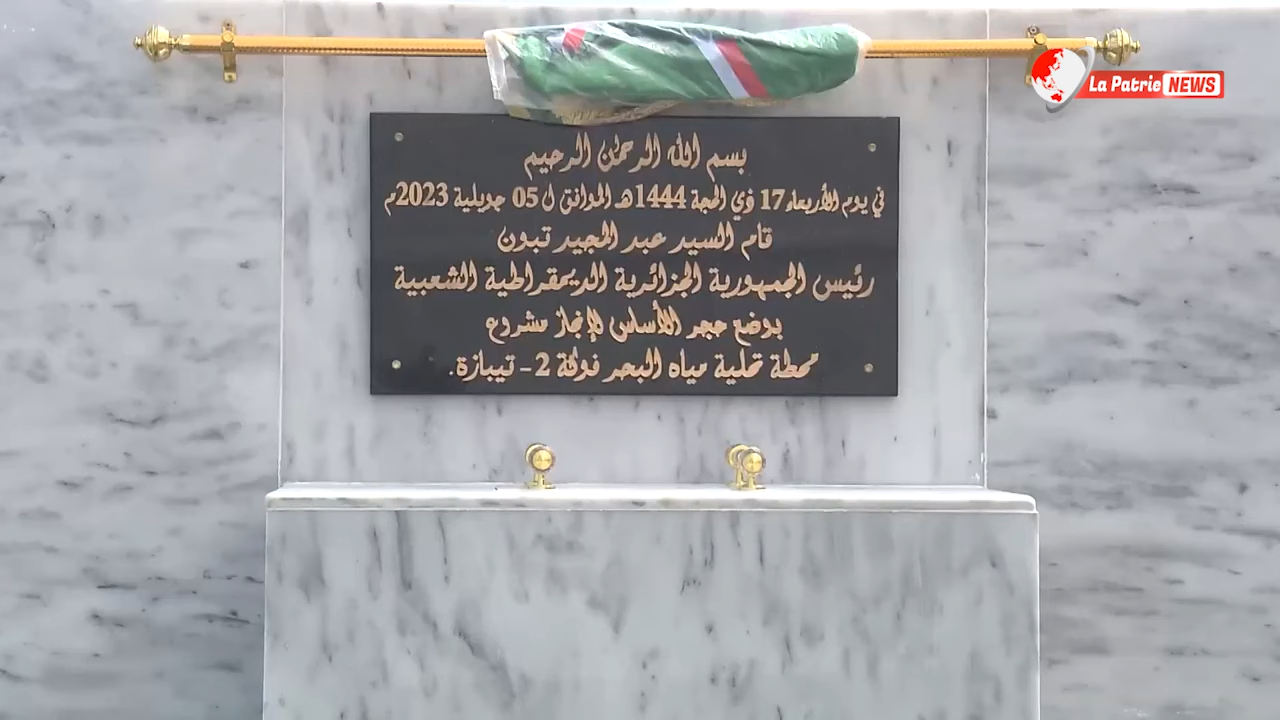 La Patrie NEWS
بسم الله الرحمن الرحيم
في يوم الأربعاء 17 ذي الحجة 1444هـ الموافق ل 05 جويلية 2023م
قام السيد عبد المجيد تبون
رئيس الجمهورية الجزائرية الديمقراطية الشعبية
بوضع حجر الأساس لإنجاز مشروع
محطة تحلية مياه البحر فوكة 2 - تيبازة.